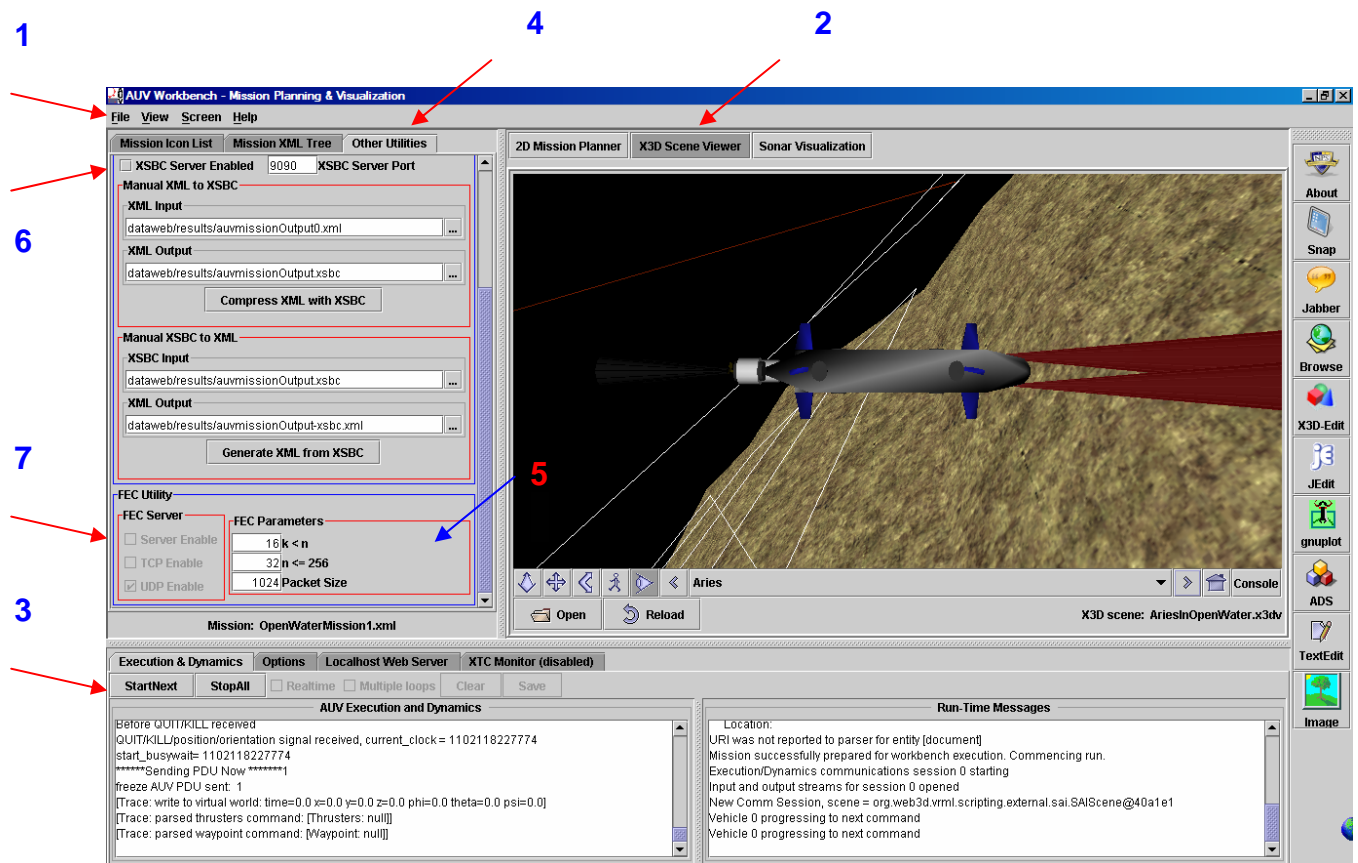 1
4
2
AUV Workbench - Mission Planning & Visualization
File View Screen Help
Mission Icon List Mission XML Tree Other Utilities
XSBC Server Enabled 9090 XSBC Server Port
Manual XML to XSBC
XML Input
dataweb/results/auvmissionOutput0.xml ...
XML Output
dataweb/results/auvmissionOutput.xsbc ...
Compress XML with XSBC
Manual XSBC to XML
XSBC Input
dataweb/results/auvmissionOutput.xsbc ...
XML Output
dataweb/results/auvmissionOutput-xsbc.xml ...
Generate XML from XSBC
6
7
5
FEC Utility
FEC Server
Server Enable
TCP Enable
UDP Enable
FEC Parameters
16 k < n
32 n <= 256
1024 Packet Size
Mission: OpenWaterMission1.xml
3
2D Mission Planner X3D Scene Viewer Sonar Visualization
Aries
Console
Open Reload X3D scene: AriesInOpenWater.x3dv
About
Snap
Jabber
Browse
X3D-Edit
jE
JEdit
gnuplot
ADS
TextEdit
Image
Execution & Dynamics Options Localhost Web Server XTC Monitor (disabled)
StartNext StopAll Realtime Multiple loops Clear Save
AUV Execution and Dynamics
Before QUIT/KILL received
QUIT/KILL/position/orientation signal received, current_clock = 1102118227774
start_busywait= 1102118227774
******Sending PDU Now *******1
freeze AUV PDU sent: 1
[Trace: write to virtual world: time=0.0 x=0.0 y=0.0 z=0.0 phi=0.0 theta=0.0 psi=0.0]
[Trace: parsed thrusters command: [Thrusters: null]]
[Trace: parsed waypoint command: [Waypoint: null]]
Run-Time Messages
Location:
URI was not reported to parser for entity [document]
Mission successfully prepared for workbench execution. Commencing run.
Execution/Dynamics communications session 0 starting
Input and output streams for session 0 opened
New Comm Session, scene = org.web3d.vrml.scripting.external.sai.SAIScene@40a1e1
Vehicle 0 progressing to next command
Vehicle 0 progressing to next command